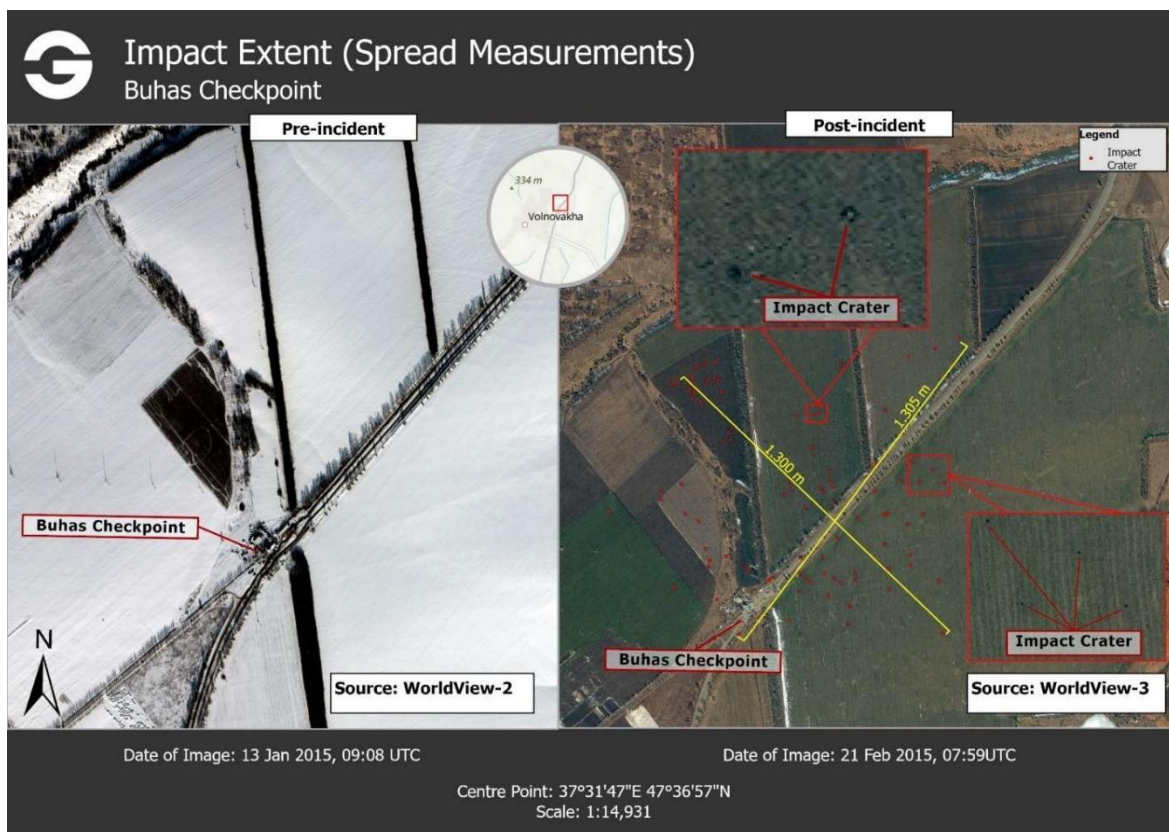 Impact Extent (Spread Measurements)
Buhas Checkpoint
Pre-incident
Post-incident
Legend
Impact
Crater
334 m
Volnovakha
Impact Crater
1.305 m
1.300 m
Buhas Checkpoint
Impact Crater
Buhas Checkpoint
N
Source: WorldView-2
Source: WorldView-3
Date of Image: 13 Jan 2015, 09:08 UTC
Date of Image: 21 Feb 2015, 07:59UTC
Centre Point: 37°31'47"E 47°36'57"N
Scale: 1:14,931